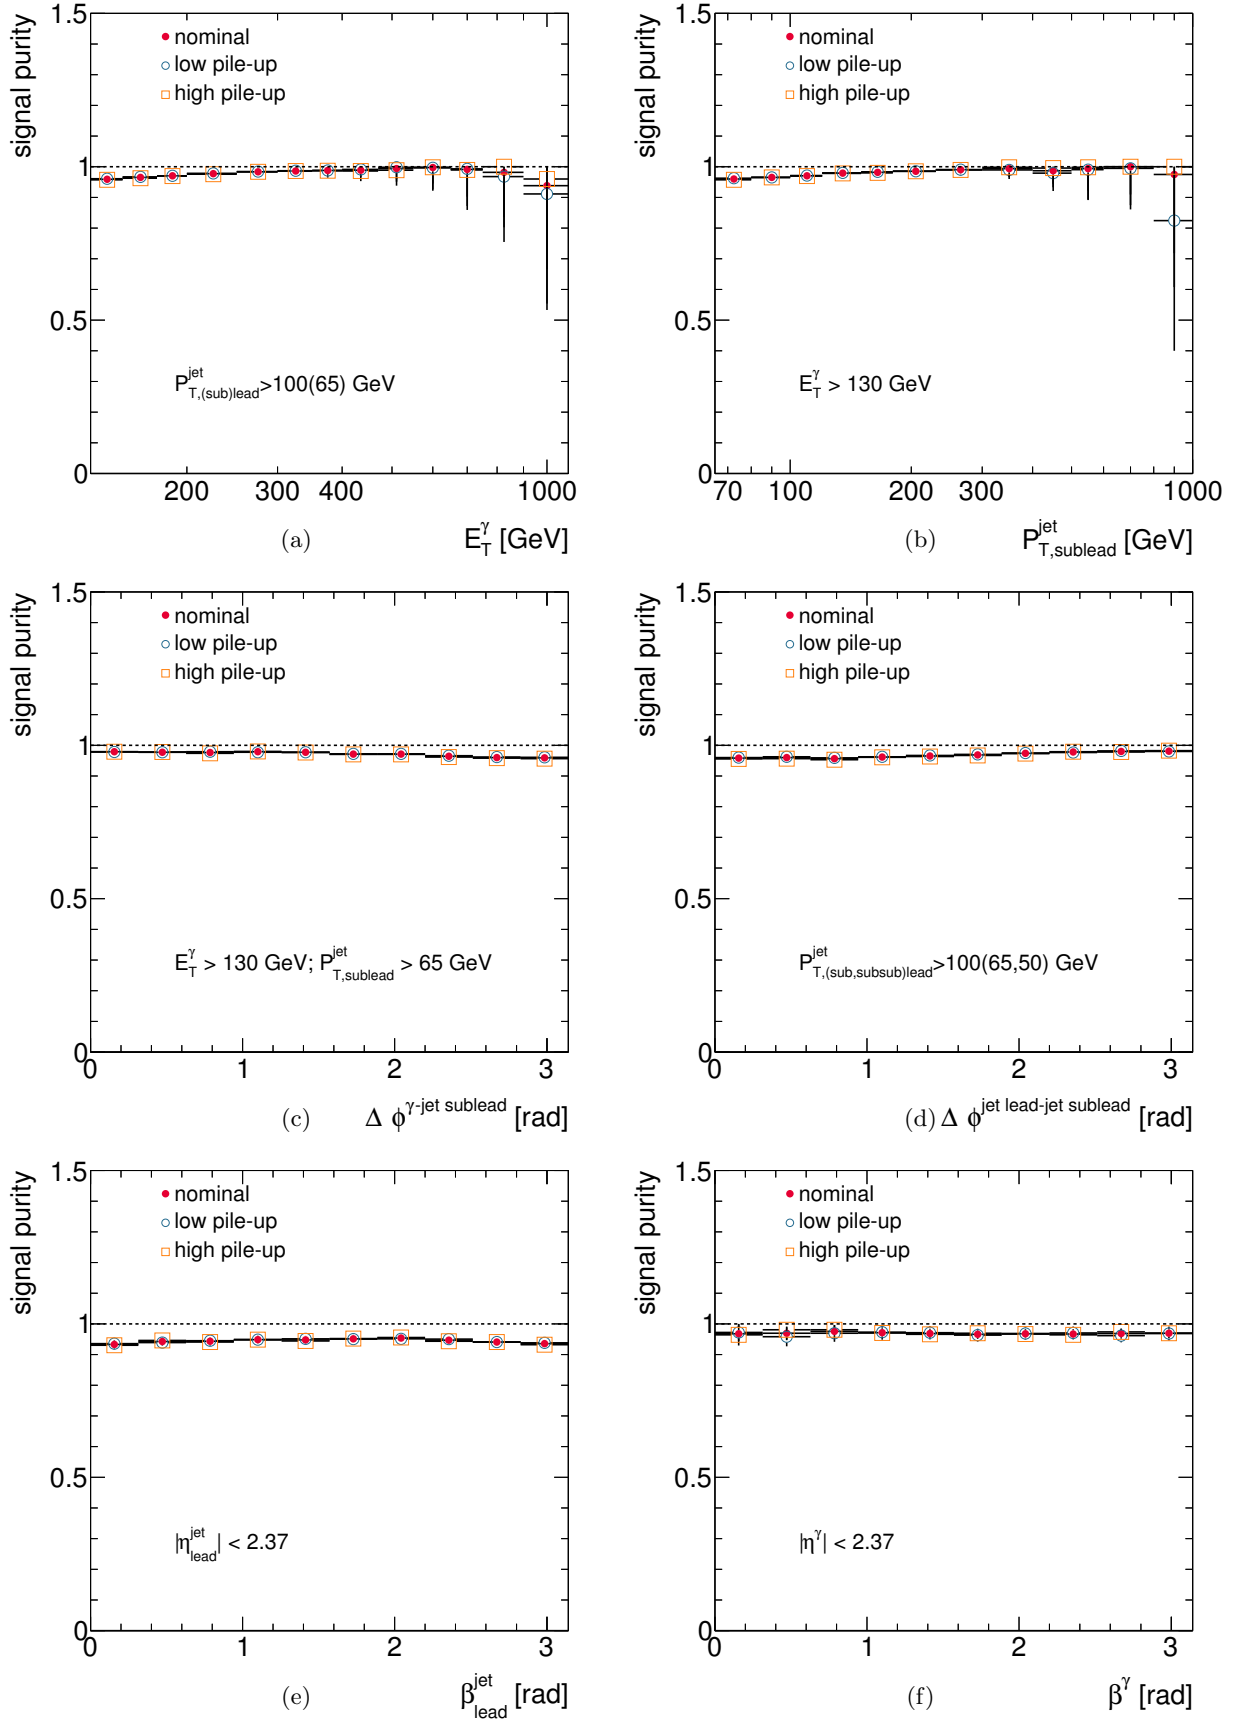 signal purity
1.5
nominal
low pile-up
high pile-up
1
0.5
P^jet_T,(sub)lead>100(65) GeV
0
200 300 400 1000
(a) E^γ_T [GeV]
signal purity
1.5
nominal
low pile-up
high pile-up
1
0.5
E^γ_T > 130 GeV
0
70 100 200 300 1000
(b) P^jet_T,sublead [GeV]
signal purity
1.5
nominal
low pile-up
high pile-up
1
0.5
E^γ_T > 130 GeV; P^jet_T,sublead > 65 GeV
0
0 1 2 3
(c) Δ ϕ^γ-jet sublead [rad]
signal purity
1.5
nominal
low pile-up
high pile-up
1
0.5
P^jet_T,(sub,subsub)lead>100(65,50) GeV
0
0 1 2 3
(d) Δ ϕ^jet lead-jet sublead [rad]
signal purity
1.5
nominal
low pile-up
high pile-up
1
0.5
|η^jet_lead| < 2.37
0
0 1 2 3
(e) β^jet_lead [rad]
signal purity
1.5
nominal
low pile-up
high pile-up
1
0.5
|η^γ| < 2.37
0
0 1 2 3
(f) β^γ [rad]